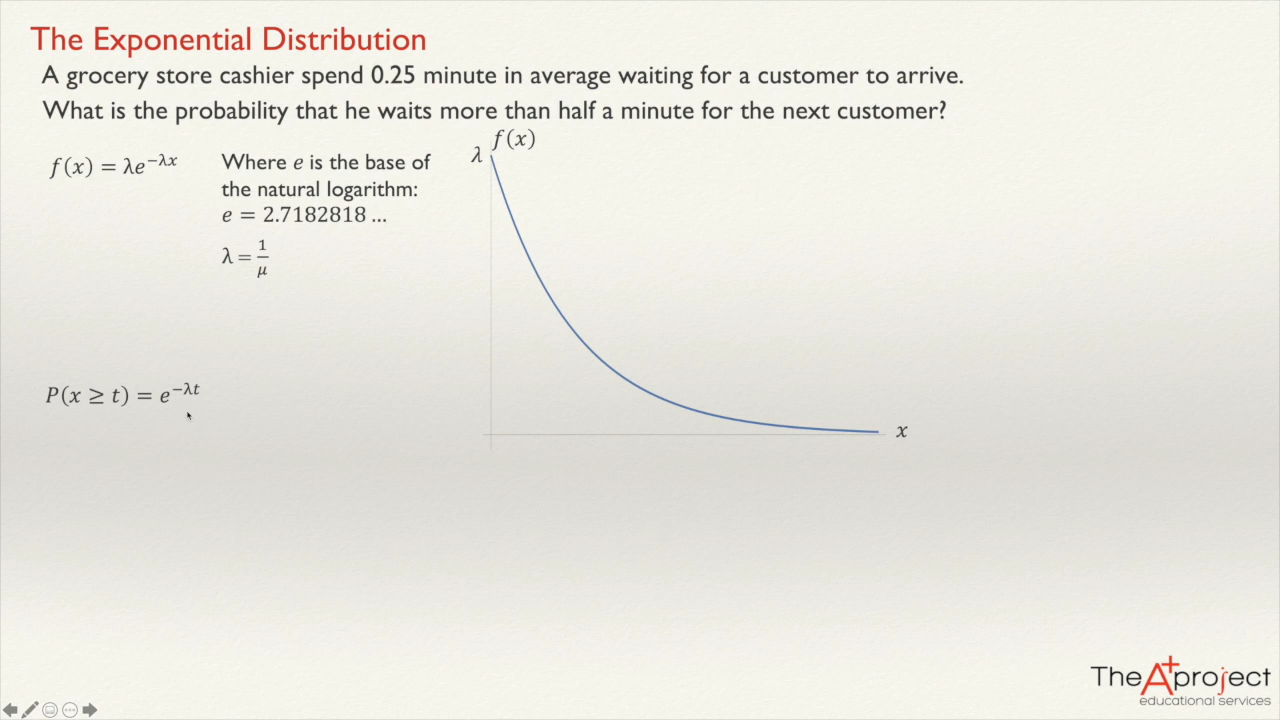 The Exponential Distribution
A grocery store cashier spend 0.25 minute in average waiting for a customer to arrive.
What is the probability that he waits more than half a minute for the next customer?
f(x) = λe^{−λx}
Where e is the base of
the natural logarithm:
e = 2.7182818 ...
λ = 1/μ
P(x ≥ t) = e^{−λt}
f(x)
λ
x
The A+ project
educational services